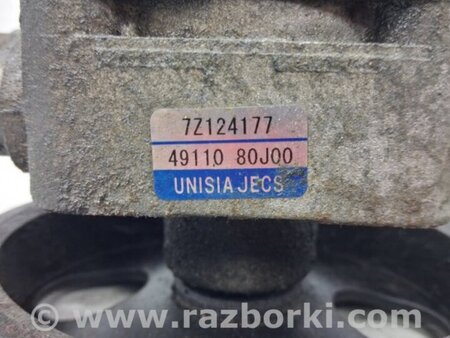 7Z124177
49110 80J00
UNISIA JECS
www.razborki.com